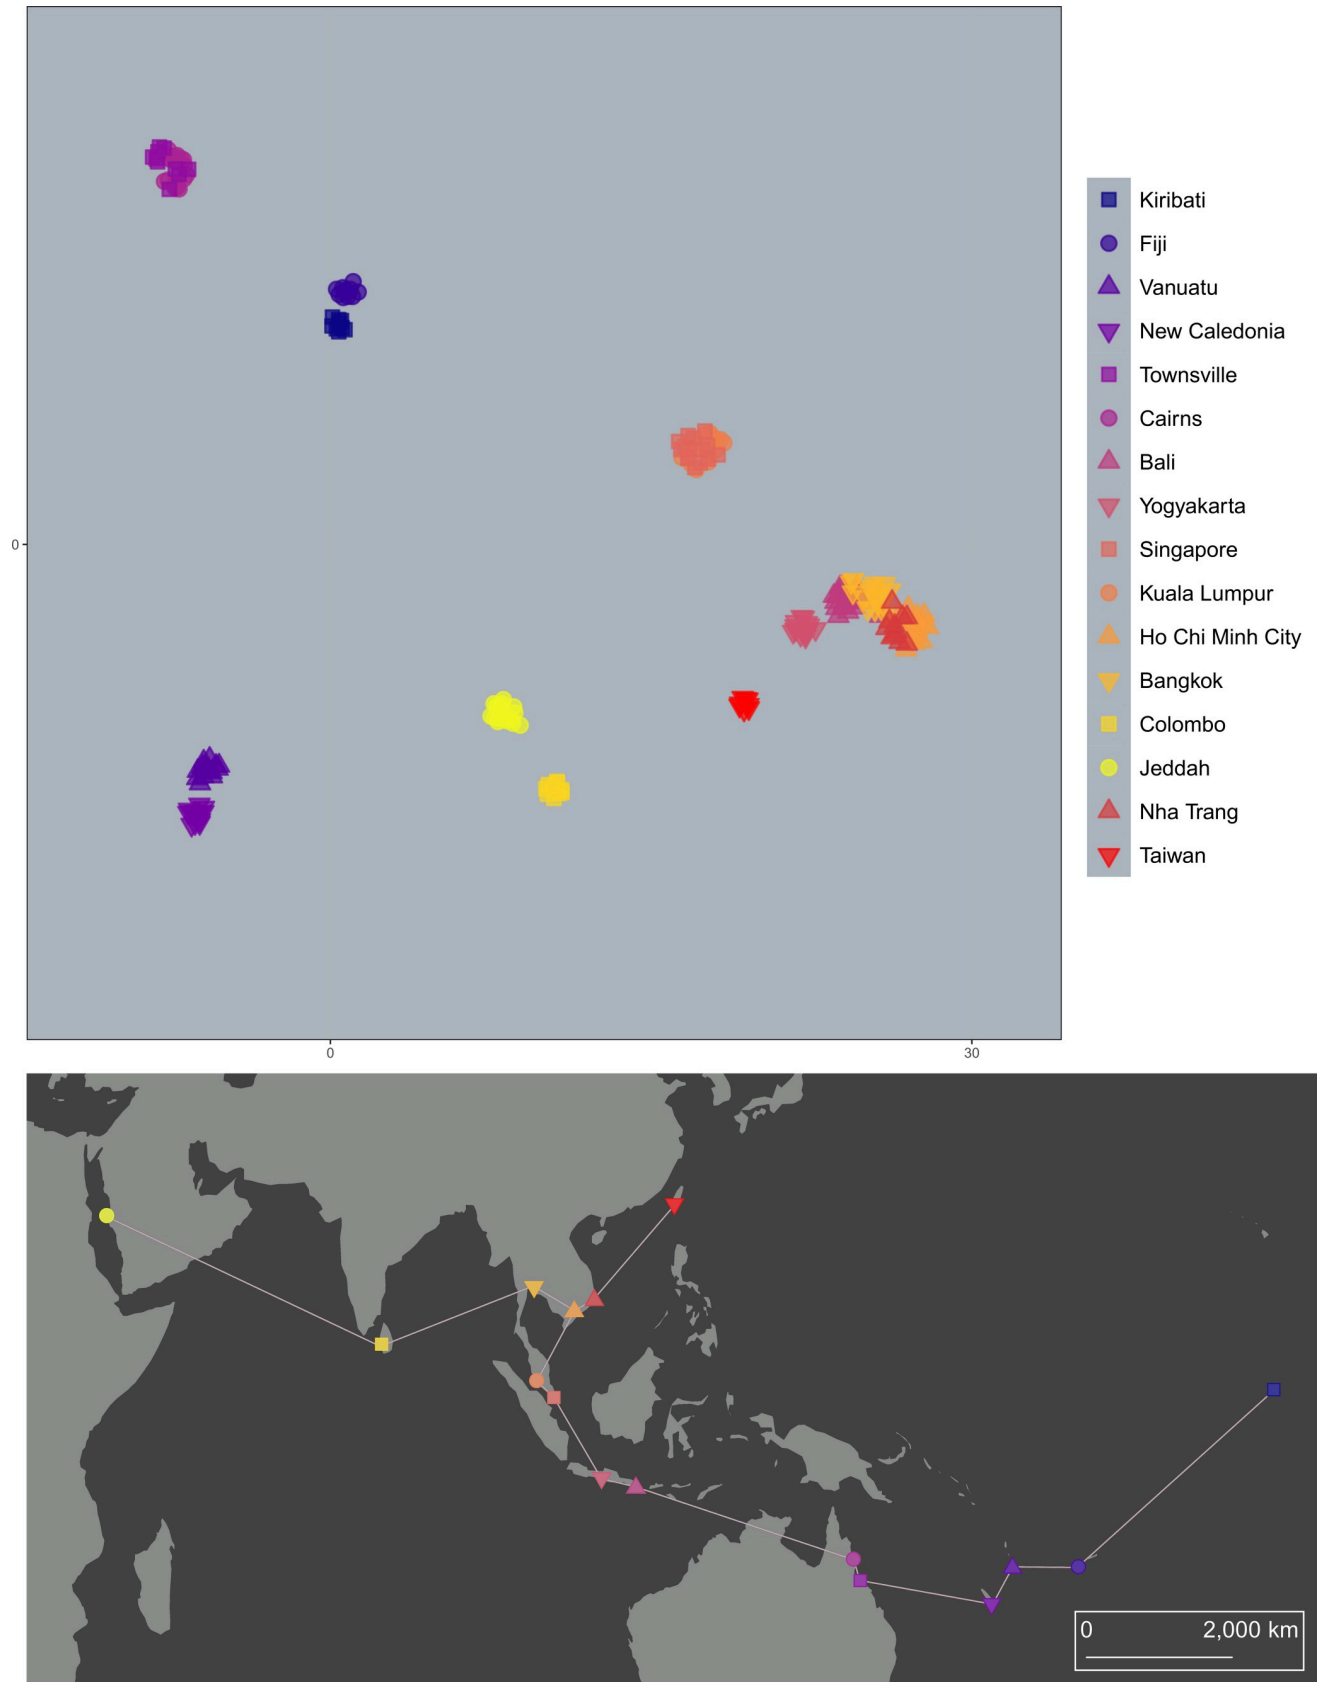 Kiribati
Fiji
Vanuatu
New Caledonia
Townsville
Cairns
Bali
Yogyakarta
Singapore
Kuala Lumpur
Ho Chi Minh City
Bangkok
Colombo
Jeddah
Nha Trang
Taiwan
0
0 30
0 2,000 km